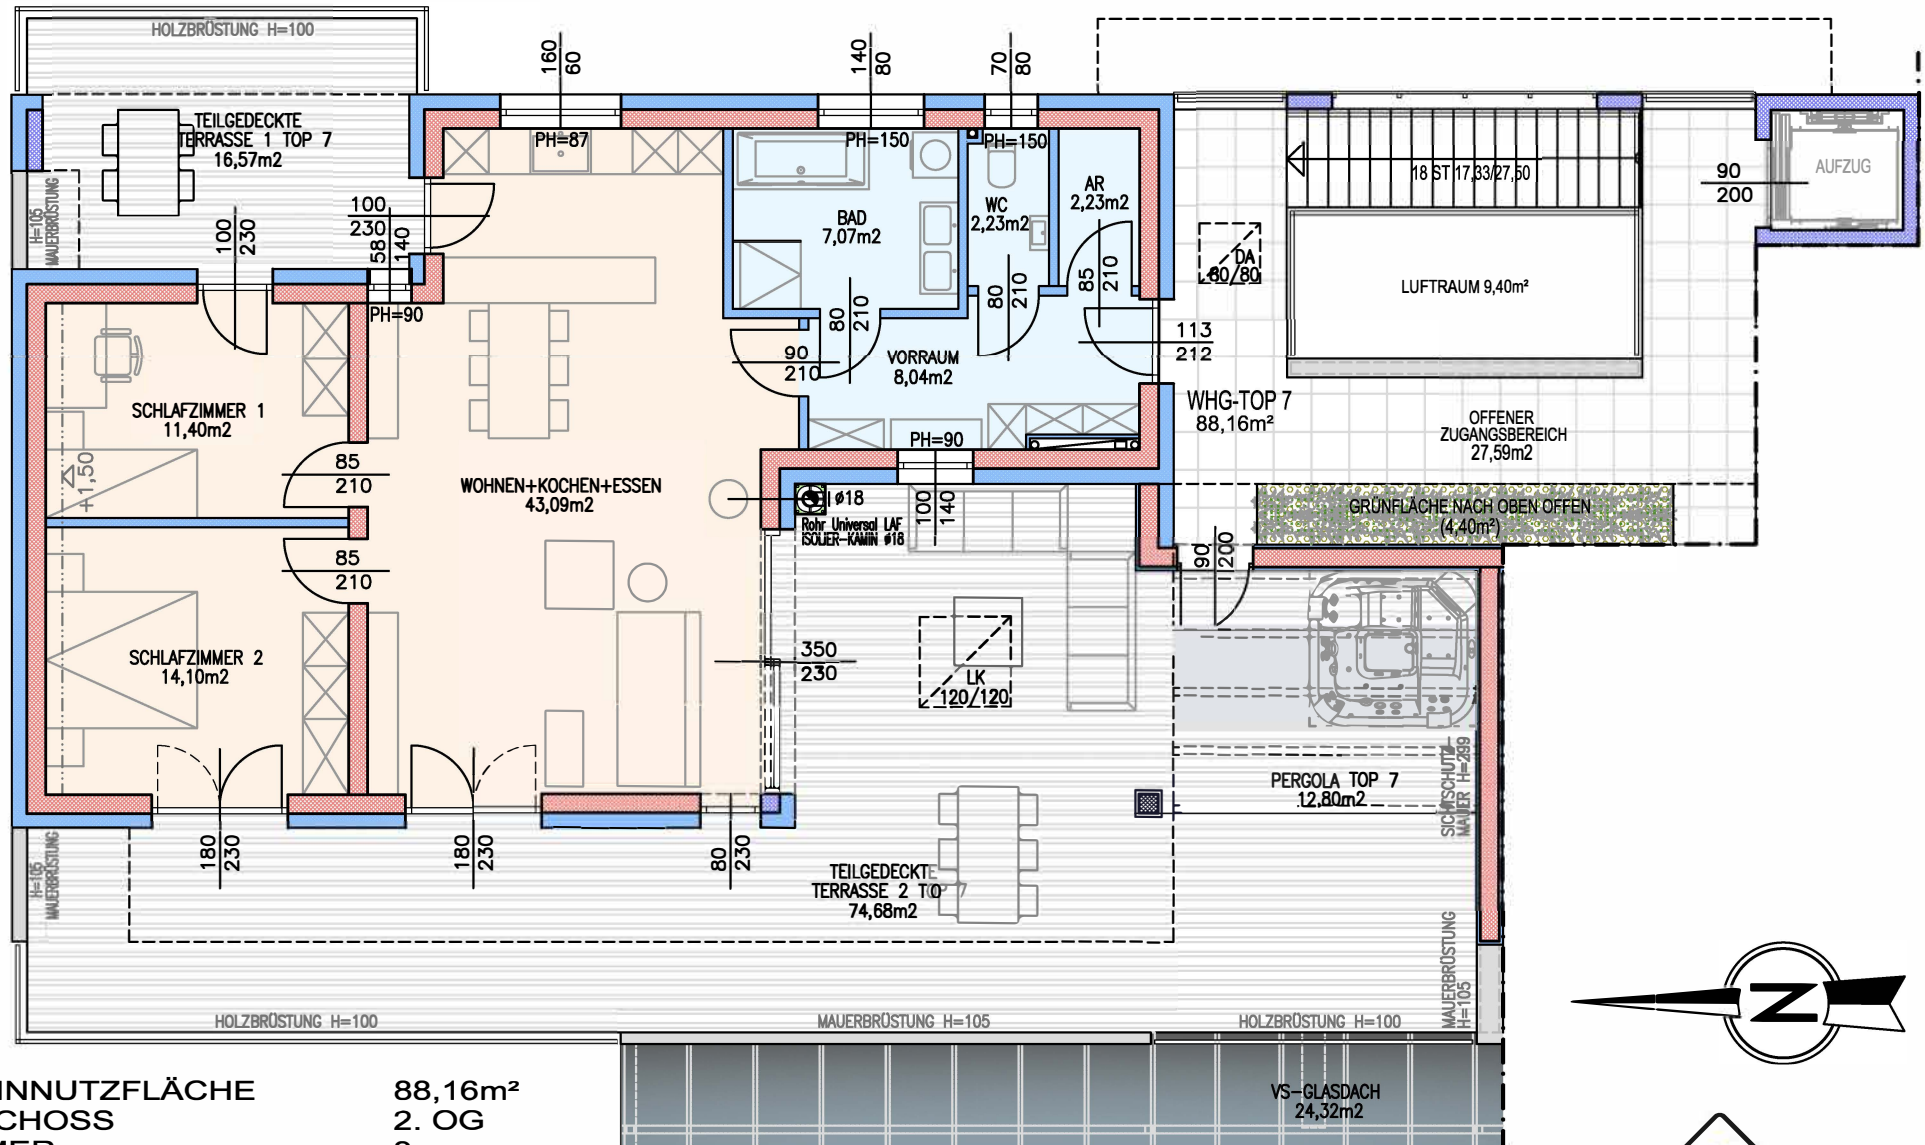 HOLZBRÜSTUNG H=100
160
60
140
80
70
80
TEILGEDECKTE
TERRASSE 1 TOP 7
16,57m2
H=105
MAUERBRÜSTUNG
100
230
100
230
58
140
PH=90
PH=87
PH=150
PH=150
BAD
7,07m2
WC
2,23m2
AR
2,23m2
80
210
80
210
85
210
90
210
VORRAUM
8,04m2
113
212
18 ST 17,33/27,50
90
200
AUFZUG
DA
60/80
LUFTRAUM 9,40m²
WHG-TOP 7
88,16m²
OFFENER
ZUGANGSBEREICH
27,59m2
GRÜNFLÄCHE NACH OBEN OFFEN
(4,40m²)
SCHLAFZIMMER 1
11,40m2
+1,50
85
210
WOHNEN+KOCHEN+ESSEN
43,09m2
PH=90
100
140
ø18
Rohr Universal LAF
ISOLIER-KAMIN ø18
90
200
85
210
SCHLAFZIMMER 2
14,10m2
350
230
LK
120/120
PERGOLA TOP 7
12,80m2
SICHTSCHUTZ-
MAUER H=299
180
230
180
230
80
230
H=105
MAUERBRÜSTUNG
TEILGEDECKTE
TERRASSE 2 TOP 7
74,68m2
MAUERBRÜSTUNG
H=105
HOLZBRÜSTUNG H=100
MAUERBRÜSTUNG H=105
HOLZBRÜSTUNG H=100
N
VS-GLASDACH
24,32m2
NNUTZFLÄCHE 88,16m²
CHOSS 2. OG